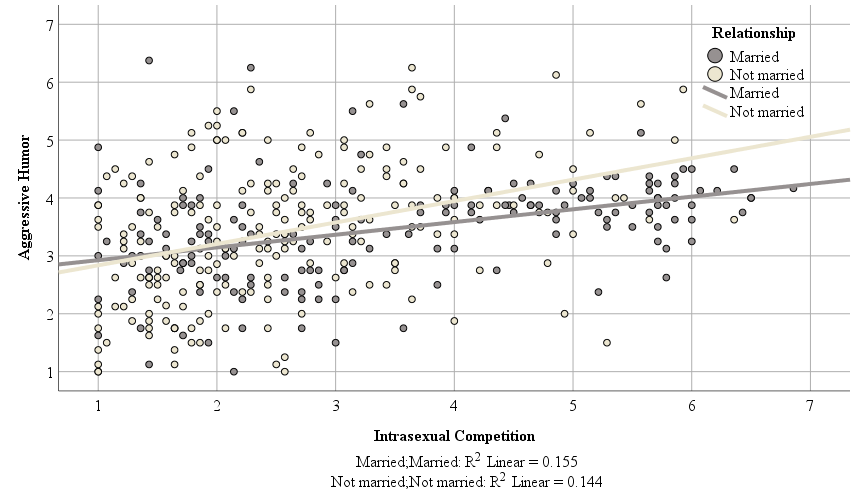 7
6
5
4
3
2
1
Aggressive Humor
Relationship
Married
Not married
Married
Not married
1 2 3 4 5 6 7
Intrasexual Competition
Married;Married: R² Linear = 0.155
Not married;Not married: R² Linear = 0.144